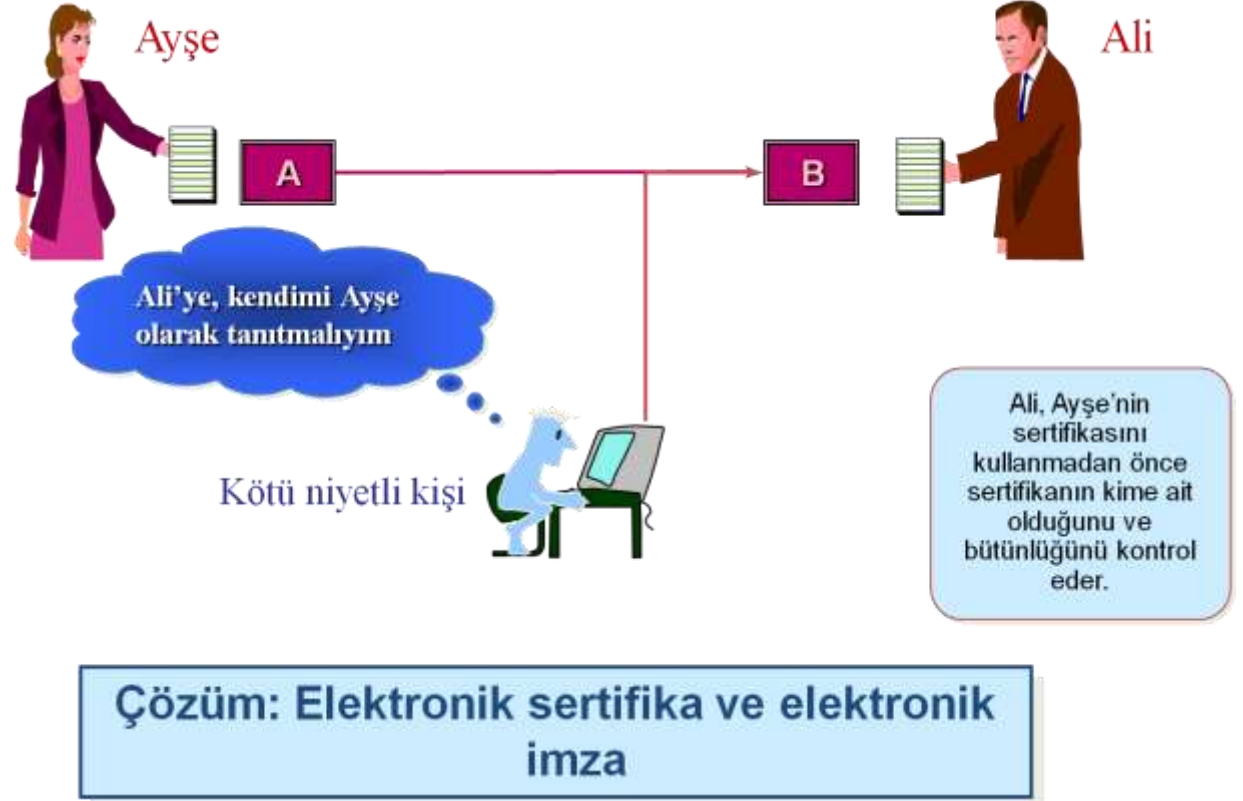 Ayşe
Ali
A
B
Ali'ye, kendimi Ayşe
olarak tanıtmalıyım
Kötü niyetli kişi
Ali, Ayşe'nin
sertifikasını
kullanmadan önce
sertifikanın kime ait
olduğunu ve
bütünlüğünü kontrol
eder.
Çözüm: Elektronik sertifika ve elektronik
imza